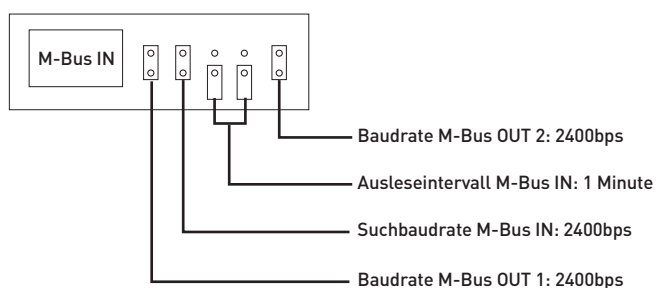 M-Bus IN
Baudrate M-Bus OUT 2: 2400bps
Ausleseintervall M-Bus IN: 1 Minute
Suchbaudrate M-Bus IN: 2400bps
Baudrate M-Bus OUT 1: 2400bps